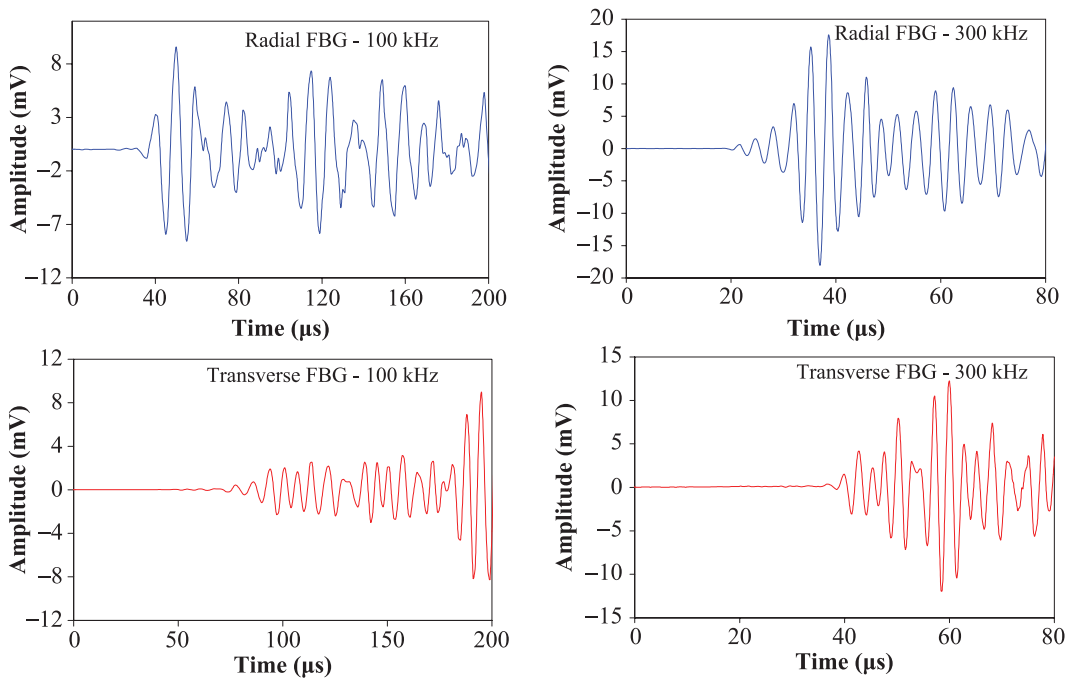 Radial FBG - 100 kHz
Amplitude (mV)
8
3
−2
−7
−12
0 40 80 120 160 200
Time (µs)
Radial FBG - 300 kHz
Amplitude (mV)
20
15
10
5
0
−5
−10
−15
−20
0 20 40 60 80
Time (µs)
Transverse FBG - 100 kHz
Amplitude (mV)
12
8
4
0
−4
−8
−12
0 50 100 150 200
Time (µs)
Transverse FBG - 300 kHz
Amplitude (mV)
15
10
5
0
−5
−10
−15
0 20 40 60 80
Time (µs)